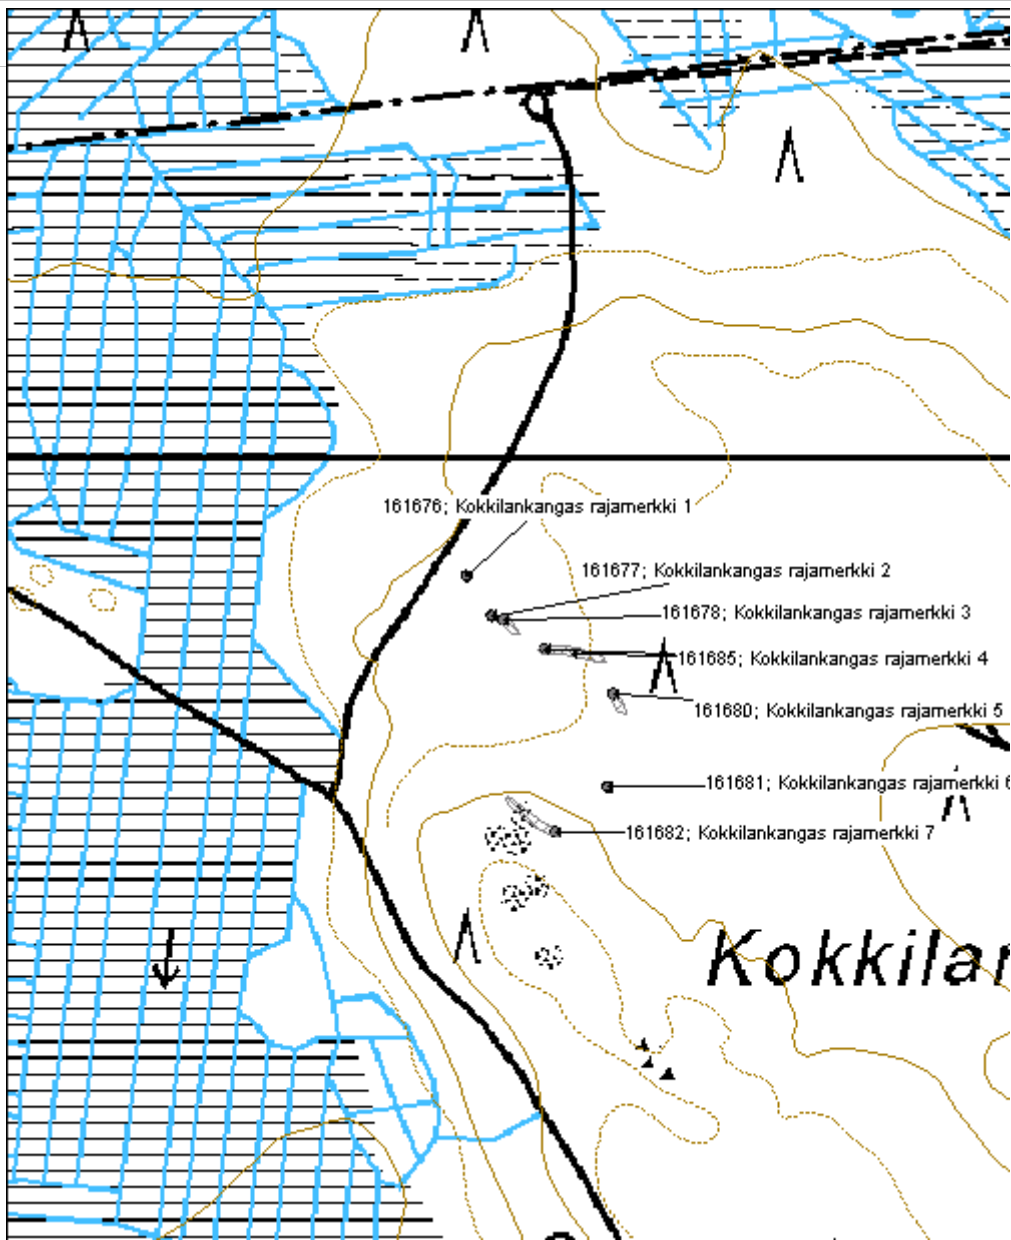 161676; Kokkilankangas rajamerkki 1
161677; Kokkilankangas rajamerkki 2
161678; Kokkilankangas rajamerkki 3
161685; Kokkilankangas rajamerkki 4
161680; Kokkilankangas rajamerkki 5
161681; Kokkilankangas rajamerkki 6
161682; Kokkilankangas rajamerkki 7
Kokkilan